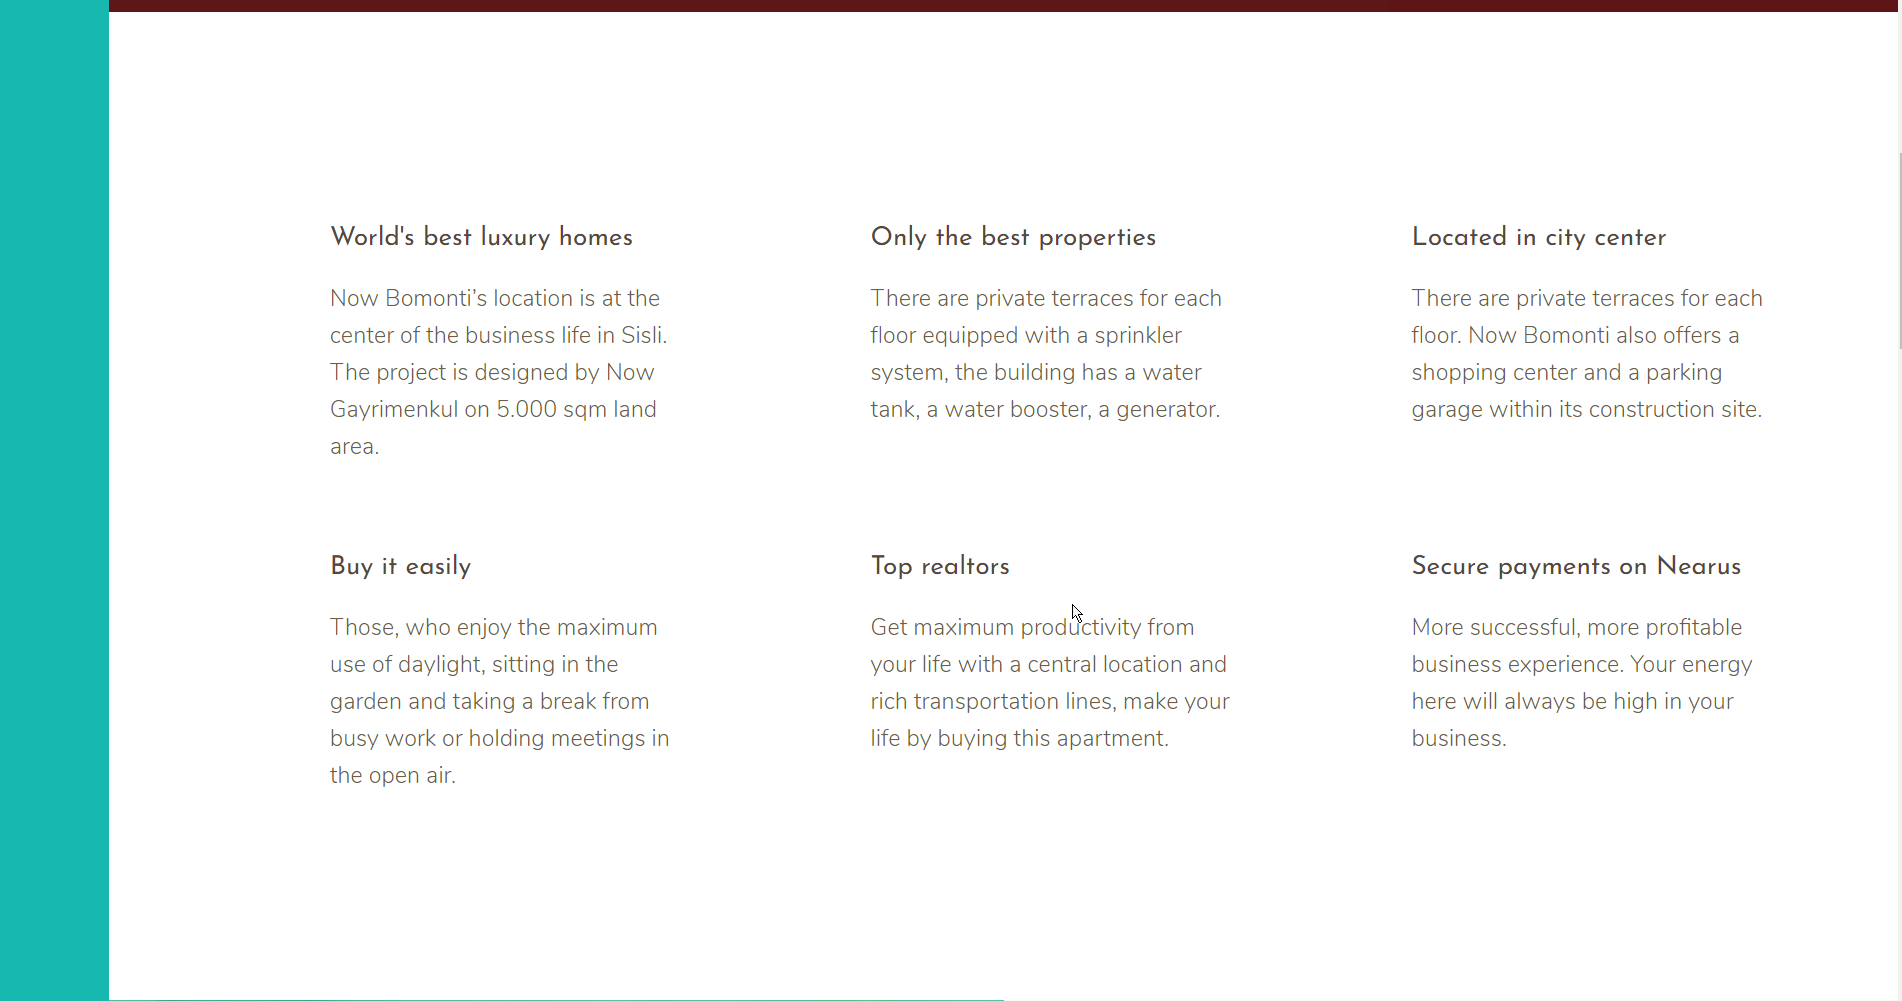 World's best luxury homes
Now Bomonti’s location is at the
center of the business life in Sisli.
The project is designed by Now
Gayrimenkul on 5.000 sqm land
area.
Only the best properties
There are private terraces for each
floor equipped with a sprinkler
system, the building has a water
tank, a water booster, a generator.
Located in city center
There are private terraces for each
floor. Now Bomonti also offers a
shopping center and a parking
garage within its construction site.
Buy it easily
Those, who enjoy the maximum
use of daylight, sitting in the
garden and taking a break from
busy work or holding meetings in
the open air.
Top realtors
Get maximum productivity from
your life with a central location and
rich transportation lines, make your
life by buying this apartment.
Secure payments on Nearus
More successful, more profitable
business experience. Your energy
here will always be high in your
business.